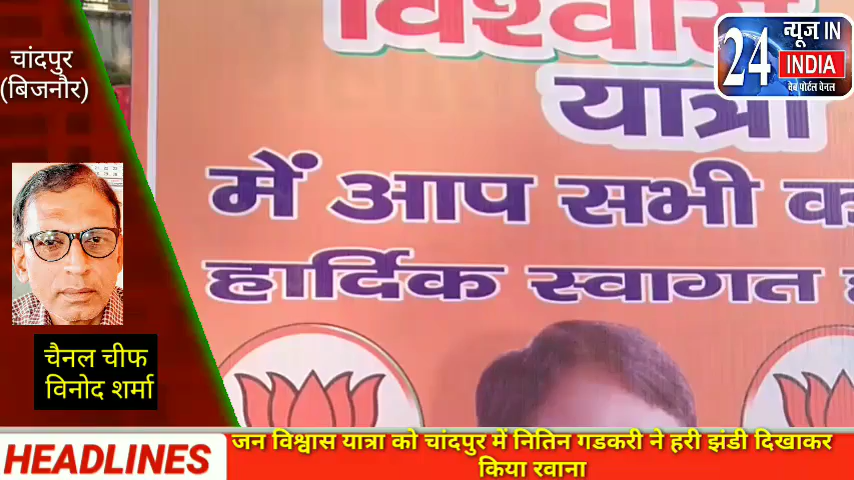 चांदपुर
(बिजनौर)
न्यूज IN
24
INDIA
वेब पोर्टल चैनल
विश्वास
यात्रा
में आप सभी
हार्दिक स्वागत
चैनल चीफ
विनोद शर्मा
HEADLINES
जन विश्वास यात्रा को चांदपुर में नितिन गडकरी ने हरी झंडी दिखाकर
किया रवाना